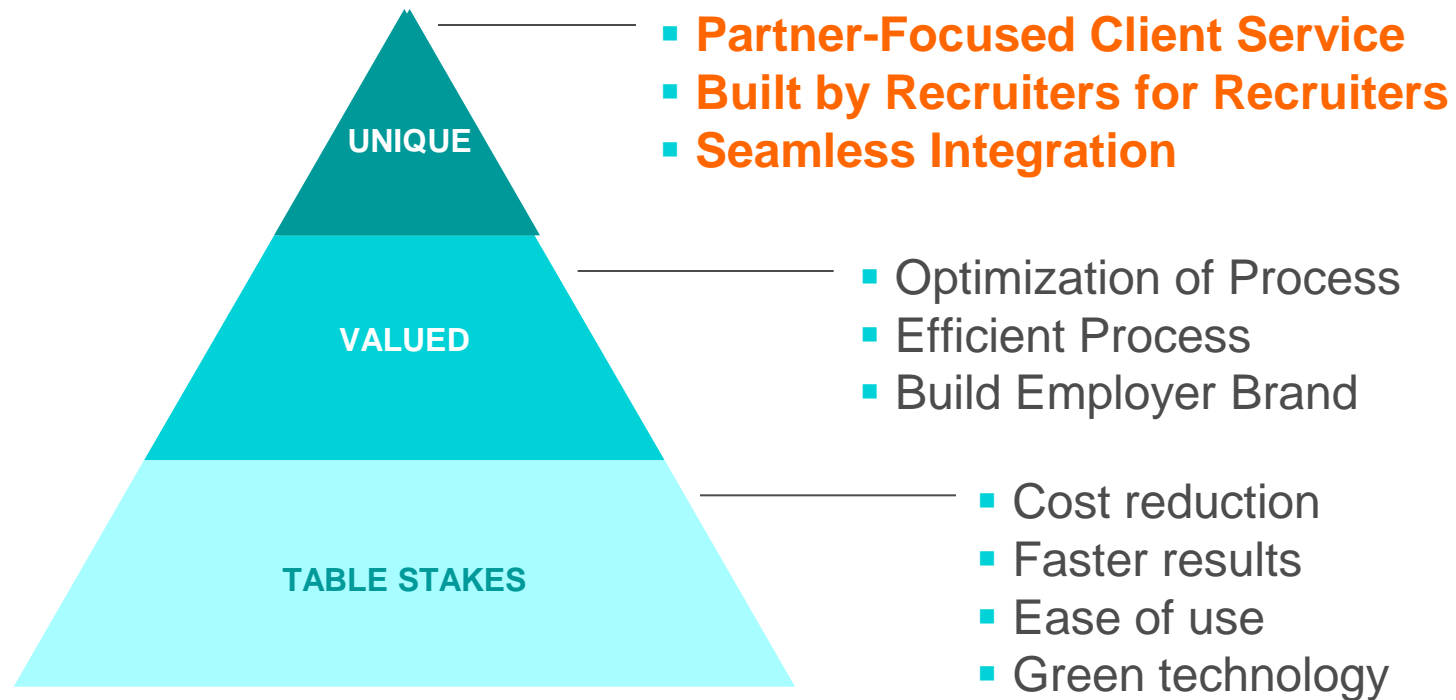 UNIQUE
▪ Partner-Focused Client Service
▪ Built by Recruiters for Recruiters
▪ Seamless Integration
VALUED
▪ Optimization of Process
▪ Efficient Process
▪ Build Employer Brand
TABLE STAKES
▪ Cost reduction
▪ Faster results
▪ Ease of use
▪ Green technology